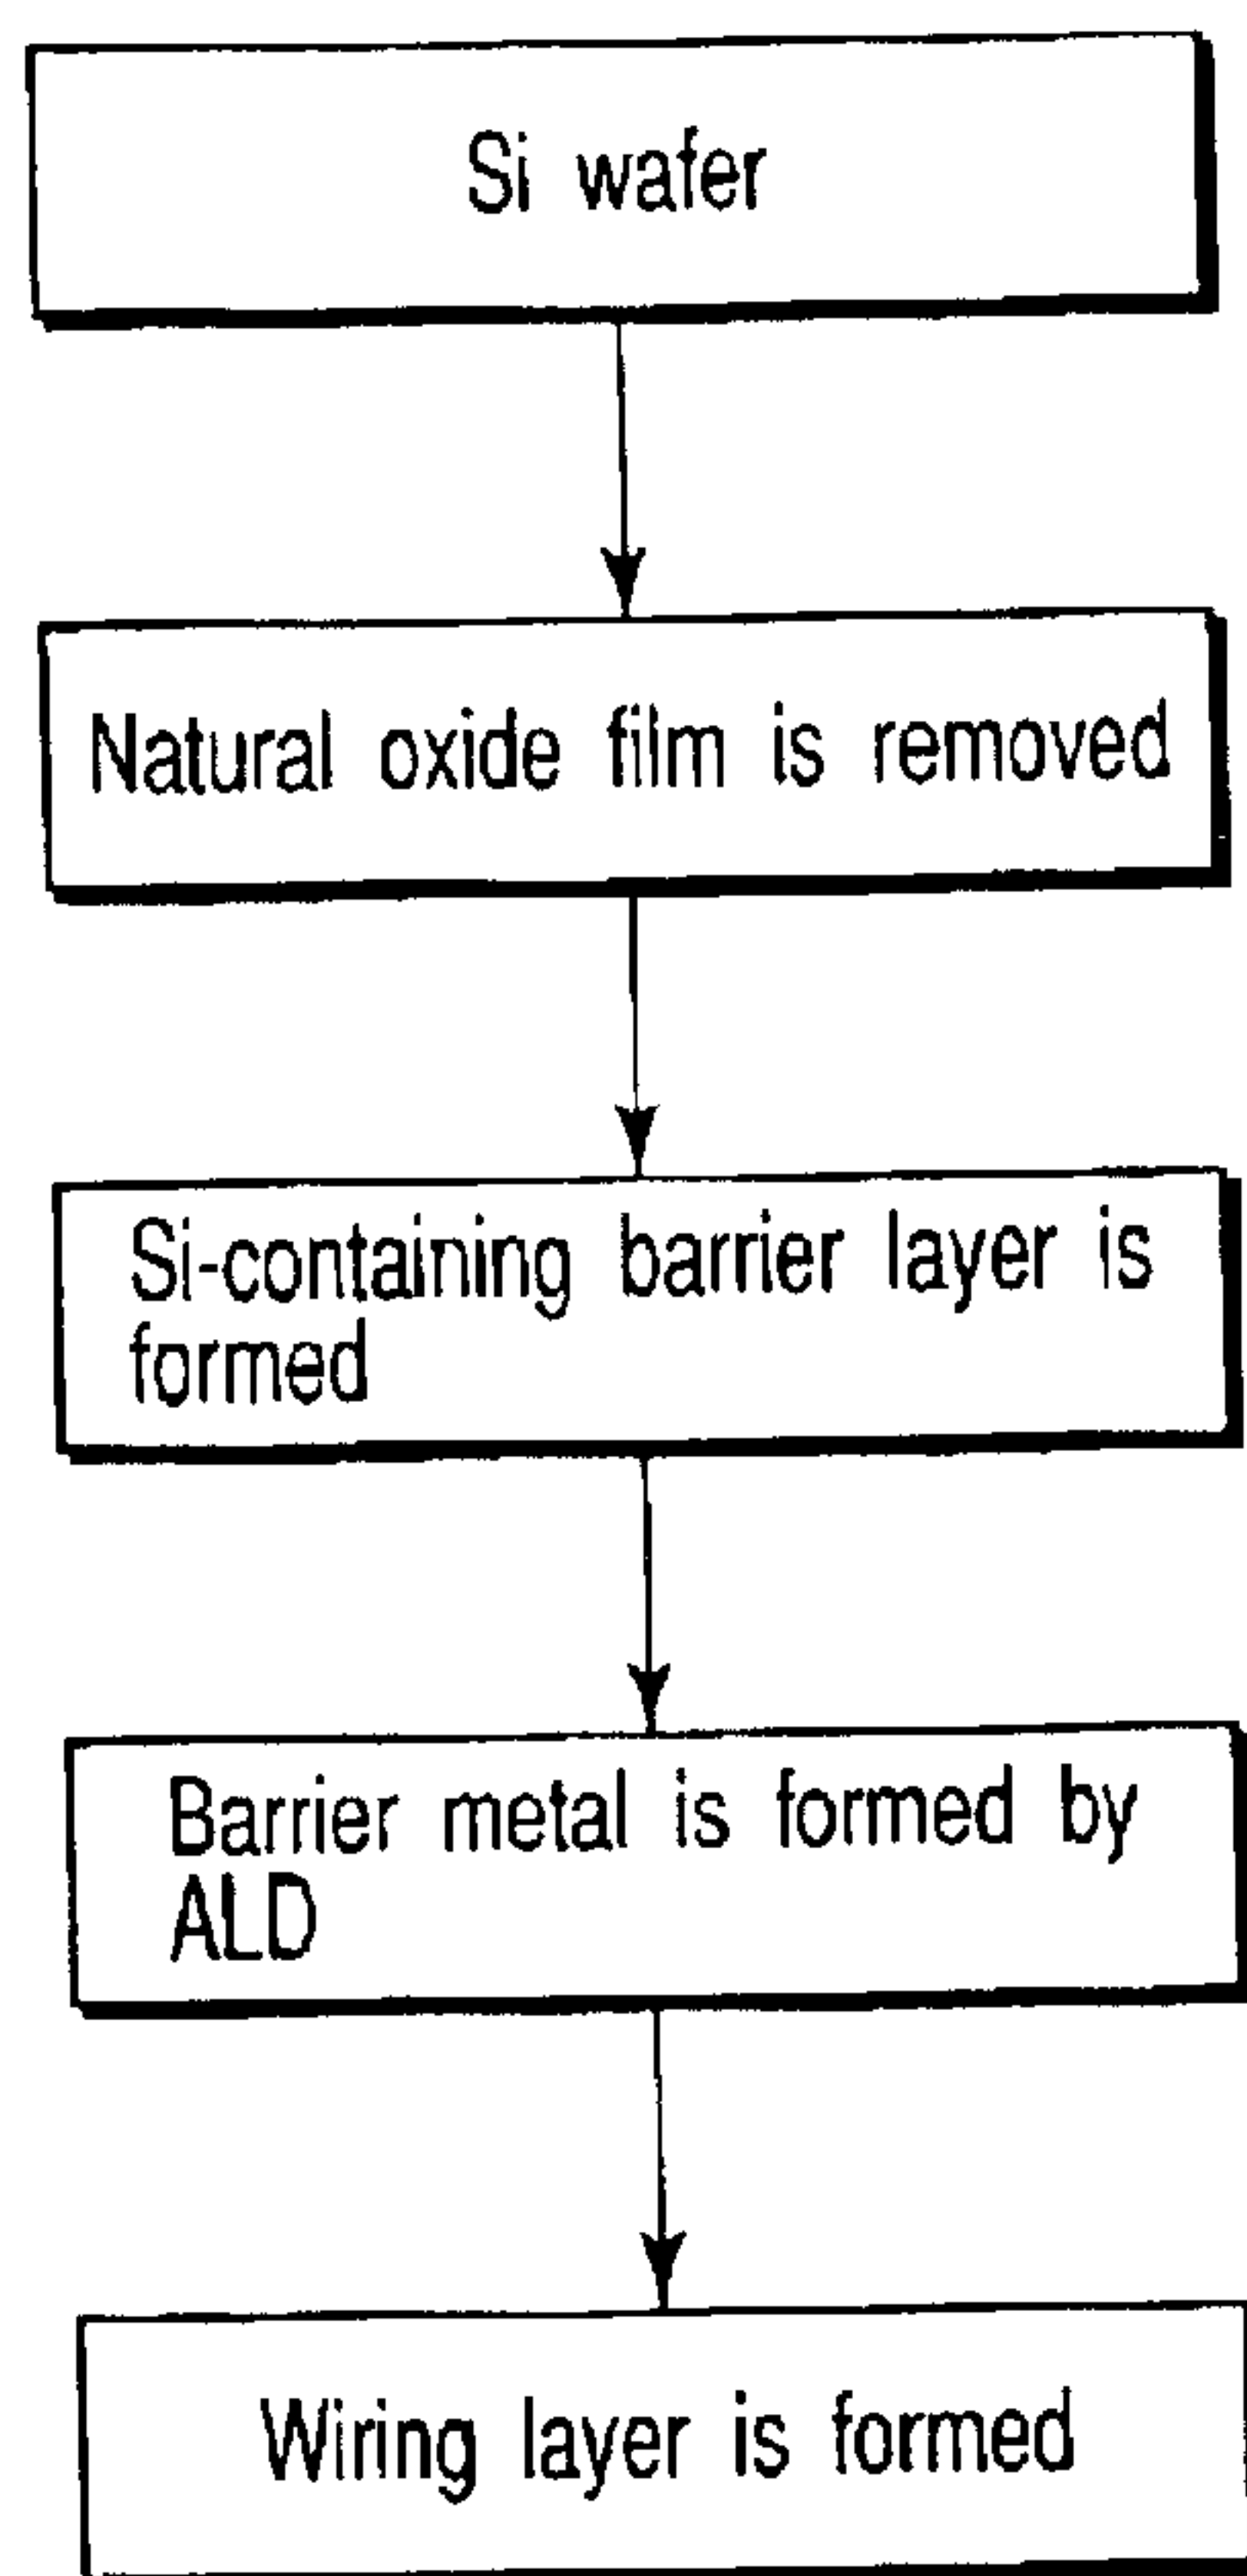 Si wafer
Natural oxide film is removed
Si-containing barrier layer is
formed
Barrier metal is formed by
ALD
Wiring layer is formed